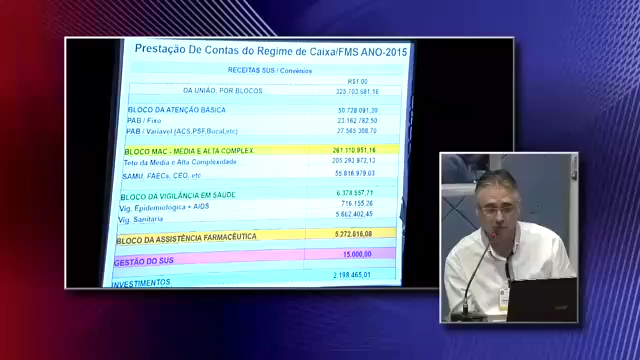 Prestação De Contas do Regime de Caixa/FMS ANO-2015
RECEITAS SUS / Convênios
R$1.00
DA UNIÃO, POR BLOCOS 325.703.681,16
BLOCO DA ATENÇÃO BÁSICA 50.728.091,20
PAB / Fixo 23.162.782,50
PAB / Variavel (ACS,PSF,Bucal,etc) 27.565.308,70
BLOCO MAC - MÉDIA E ALTA COMPLEX. 261.110.951,16
Teto da Media e Alta Complexidade 205.293.972,13
SAMU, FAECs, CEO, etc 55.816.979,03
BLOCO DA VIGILÂNCIA EM SAÚDE 6.378.557,71
Vig. Epidemiológica + AIDS 716.155,26
Vig. Sanitária 5.662.402,45
BLOCO DA ASSISTÊNCIA FARMACÊUTICA 5.272.616,08
GESTÃO DO SUS 15.000,00
INVESTIMENTOS 2.198.465,01